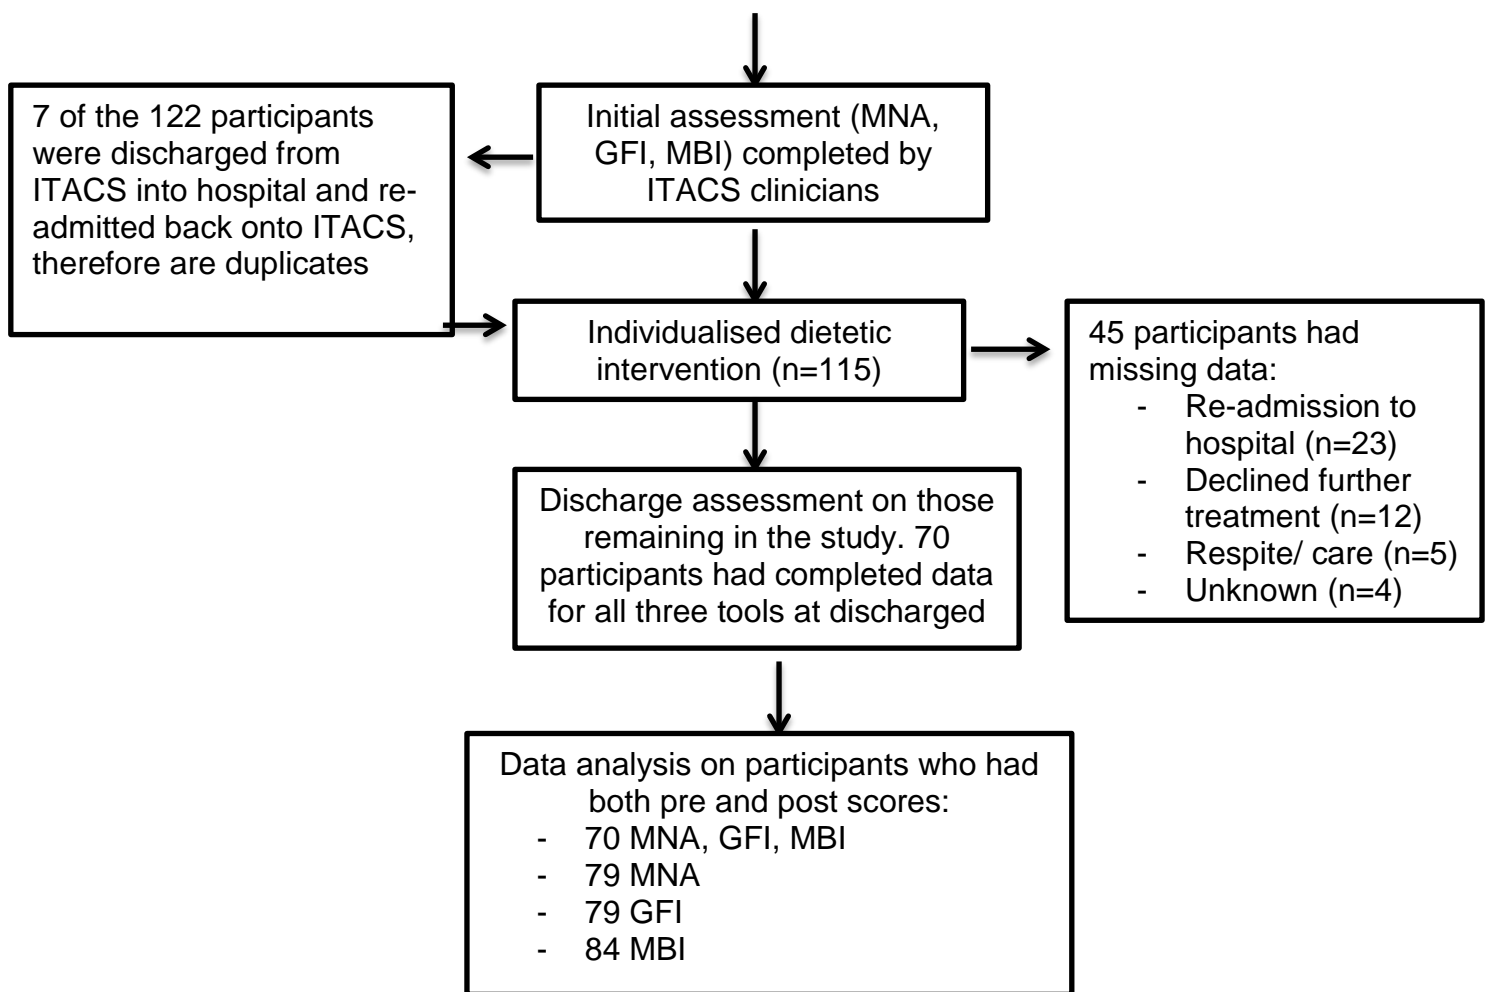 7 of the 122 participants
were discharged from
ITACS into hospital and re-
admitted back onto ITACS,
therefore are duplicates
Initial assessment (MNA,
GFI, MBI) completed by
ITACS clinicians
Individualised dietetic
intervention (n=115)
45 participants had
missing data:
- Re-admission to
hospital (n=23)
- Declined further
treatment (n=12)
- Respite/ care (n=5)
- Unknown (n=4)
Discharge assessment on those
remaining in the study. 70
participants had completed data
for all three tools at discharged
Data analysis on participants who had
both pre and post scores:
- 70 MNA, GFI, MBI
- 79 MNA
- 79 GFI
- 84 MBI